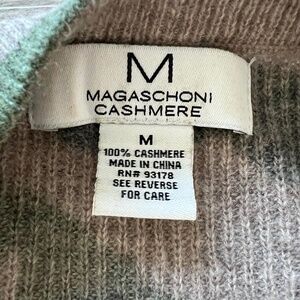 M
MAGASCHONI
CASHMERE
M
100% CASHMERE
MADE IN CHINA
RN# 93178
SEE REVERSE
FOR CARE